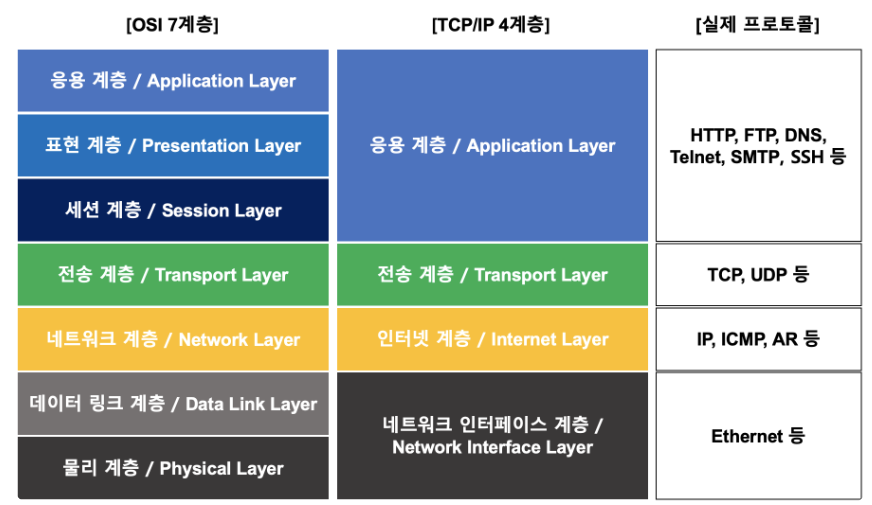 [OSI 7계층]
[TCP/IP 4계층]
[실제 프로토콜]
응용 계층 / Application Layer
표현 계층 / Presentation Layer
세션 계층 / Session Layer
전송 계층 / Transport Layer
네트워크 계층 / Network Layer
데이터 링크 계층 / Data Link Layer
물리 계층 / Physical Layer
응용 계층 / Application Layer
전송 계층 / Transport Layer
인터넷 계층 / Internet Layer
네트워크 인터페이스 계층 /
Network Interface Layer
HTTP, FTP, DNS,
Telnet, SMTP, SSH 등
TCP, UDP 등
IP, ICMP, AR 등
Ethernet 등